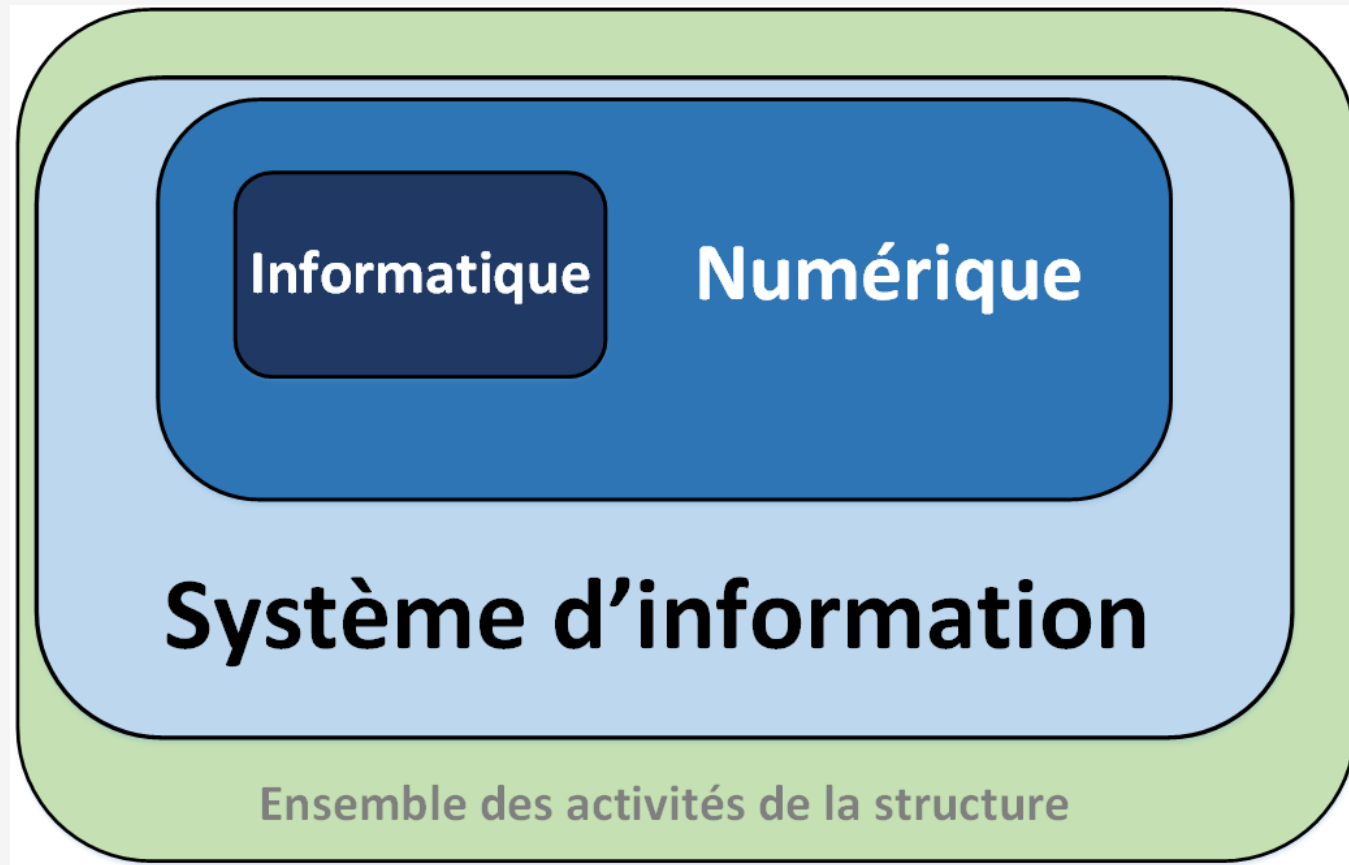 Informatique
Numérique
Système d’information
Ensemble des activités de la structure